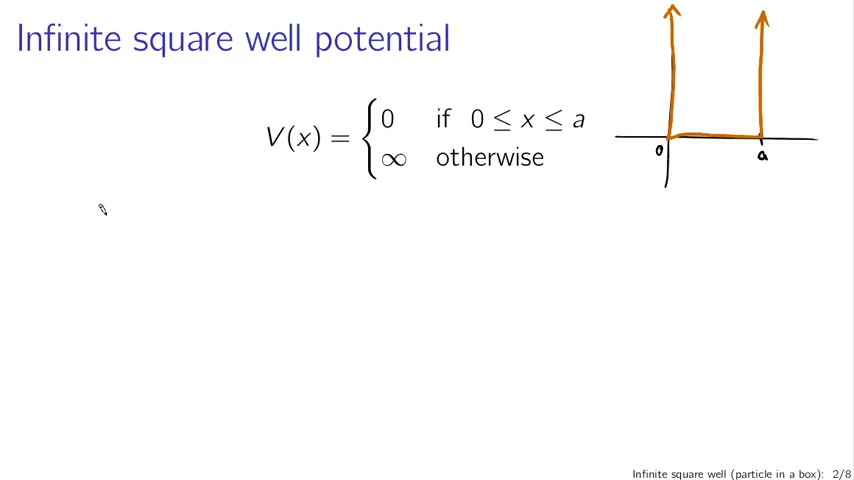 Infinite square well potential
V(x) = { 0 if 0 ≤ x ≤ a
∞ otherwise
0 a
Infinite square well (particle in a box): 2/8